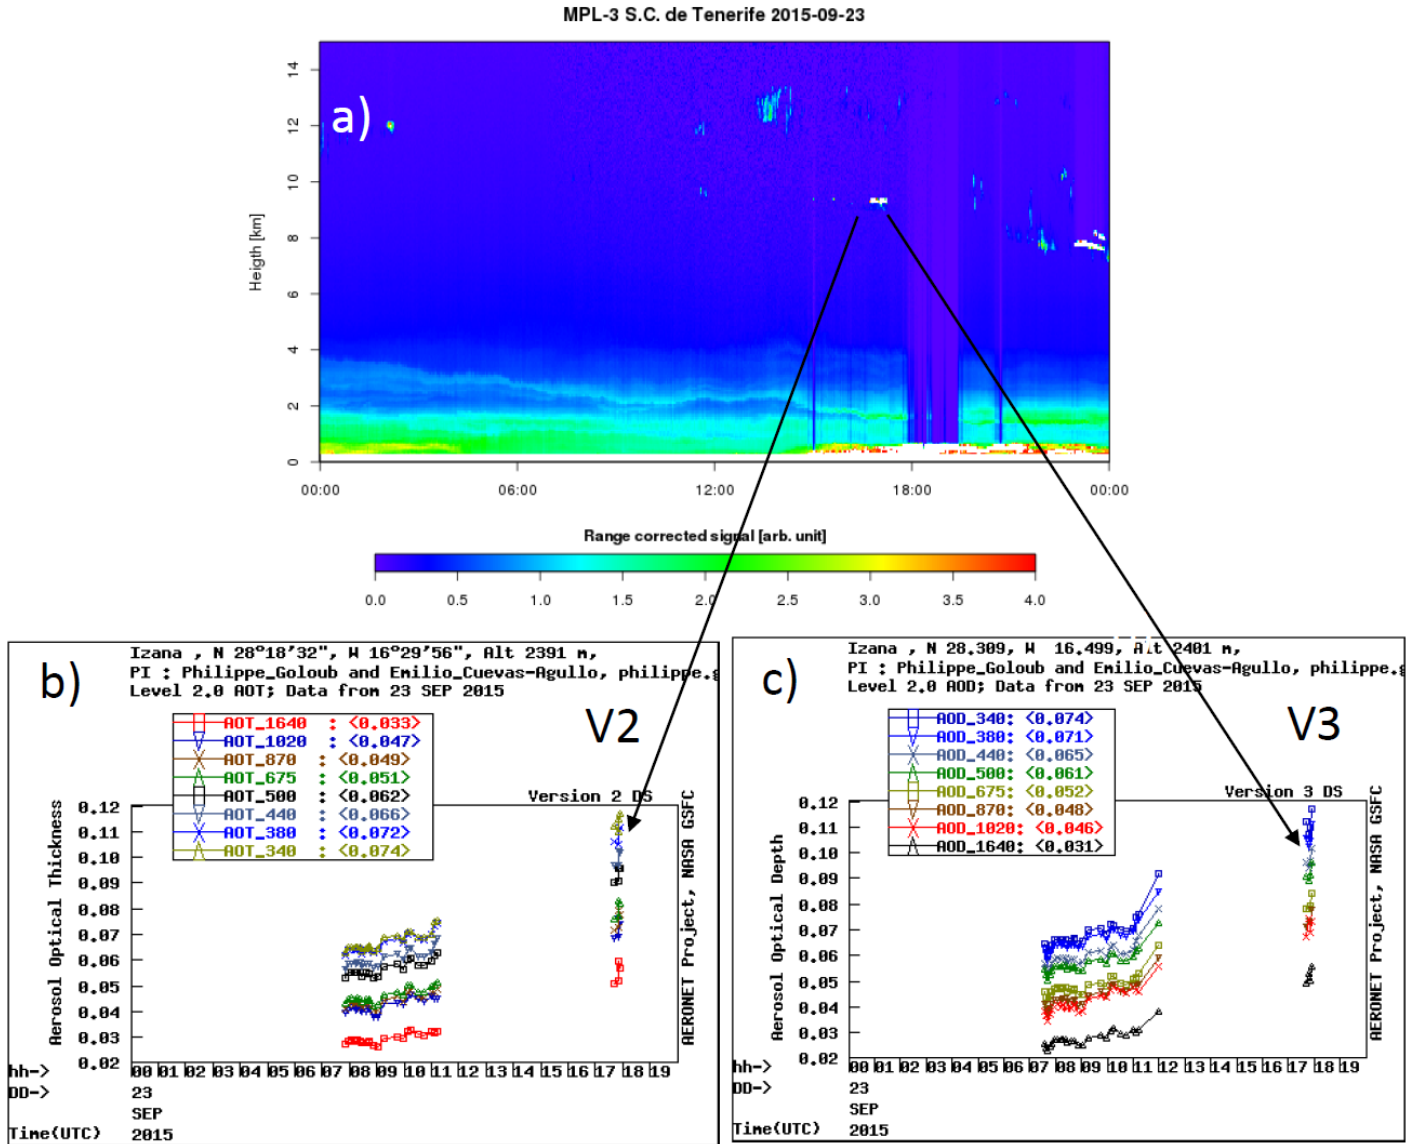 MPL-3 S.C. de Tenerife 2015-09-23
a)
Heigth [km]
14
12
10
8
6
4
2
0
00:00 06:00 12:00 18:00 00:00
Range corrected signal [arb. unit]
0.0 0.5 1.0 1.5 2.0 2.5 3.0 3.5 4.0
b)
Izana , N 28°18'32", W 16°29'56", Alt 2391 m,
PI : Philippe_Goloub and Emilio_Cuevas-Agullo, philippe.g
Level 2.0 AOT; Data from 23 SEP 2015
V2
AOT_1640 : <0.033>
AOT_1020 : <0.047>
AOT_870 : <0.049>
AOT_675 : <0.051>
AOT_500 : <0.062>
AOT_440 : <0.066>
AOT_380 : <0.072>
AOT_340 : <0.074>
Version 2 DS
Aerosol Optical Thickness
0.12
0.11
0.10
0.09
0.08
0.07
0.06
0.05
0.04
0.03
0.02
AERONET Project, NASA GSFC
hh-> 00 01 02 03 04 05 06 07 08 09 10 11 12 13 14 15 16 17 18 19
DD-> 23
SEP
Time(UTC) 2015
c)
Izana , N 28.309, W 16.499, Alt 2401 m,
PI : Philippe_Goloub and Emilio_Cuevas-Agullo, philippe.g
Level 2.0 AOD; Data from 23 SEP 2015
V3
AOD_340: <0.074>
AOD_380: <0.071>
AOD_440: <0.065>
AOD_500: <0.061>
AOD_675: <0.052>
AOD_870: <0.048>
AOD_1020: <0.046>
AOD_1640: <0.031>
Version 3 DS
Aerosol Optical Depth
0.12
0.11
0.10
0.09
0.08
0.07
0.06
0.05
0.04
0.03
0.02
AERONET Project, NASA GSFC
hh-> 00 01 02 03 04 05 06 07 08 09 10 11 12 13 14 15 16 17 18 19
DD-> 23
SEP
Time(UTC) 2015